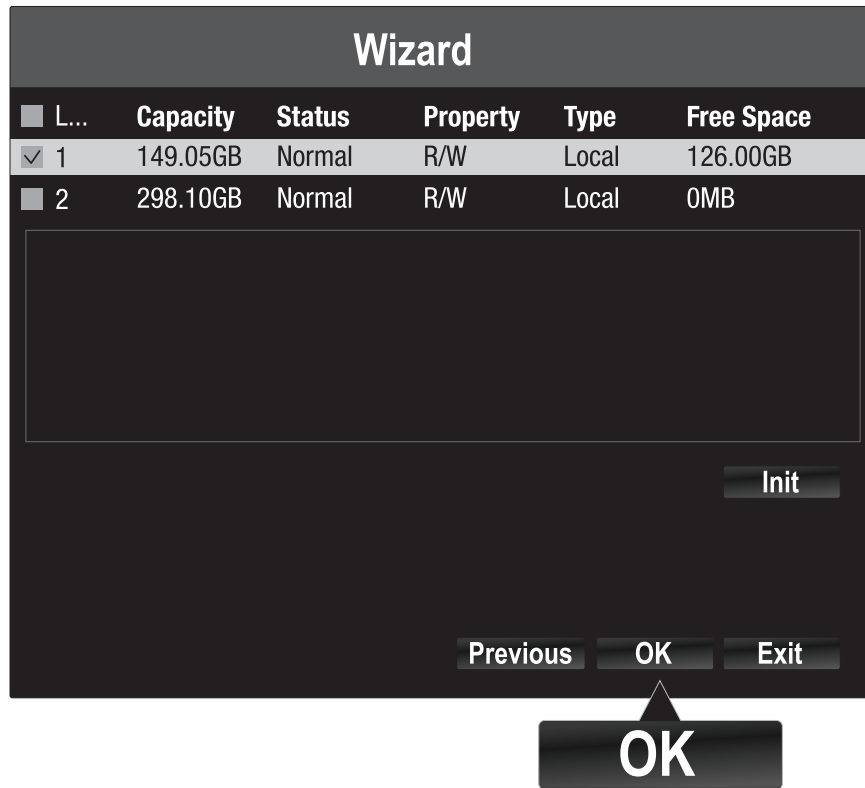 Wizard
L... Capacity Status Property Type Free Space
1 149.05GB Normal R/W Local 126.00GB
2 298.10GB Normal R/W Local 0MB
Init
Previous OK Exit
OK